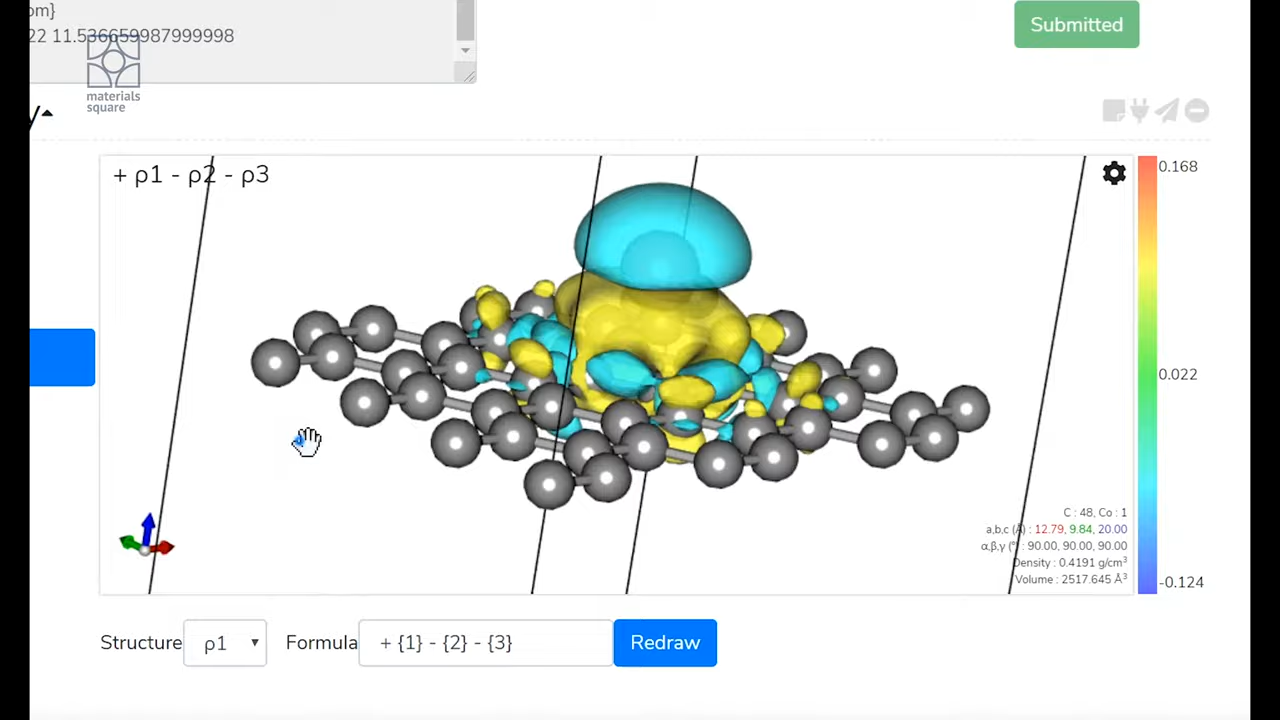 om}
22 11.536659987999998
Submitted
materials
square
+ ρ1 - ρ2 - ρ3
0.168
0.022
-0.124
C : 48, Co : 1
a,b,c (Å) : 12.79, 9.84, 20.00
α,β,γ (°) : 90.00, 90.00, 90.00
Density : 0.4191 g/cm³
Volume : 2517.645 Å³
Structure ρ1 Formula + {1} - {2} - {3} Redraw